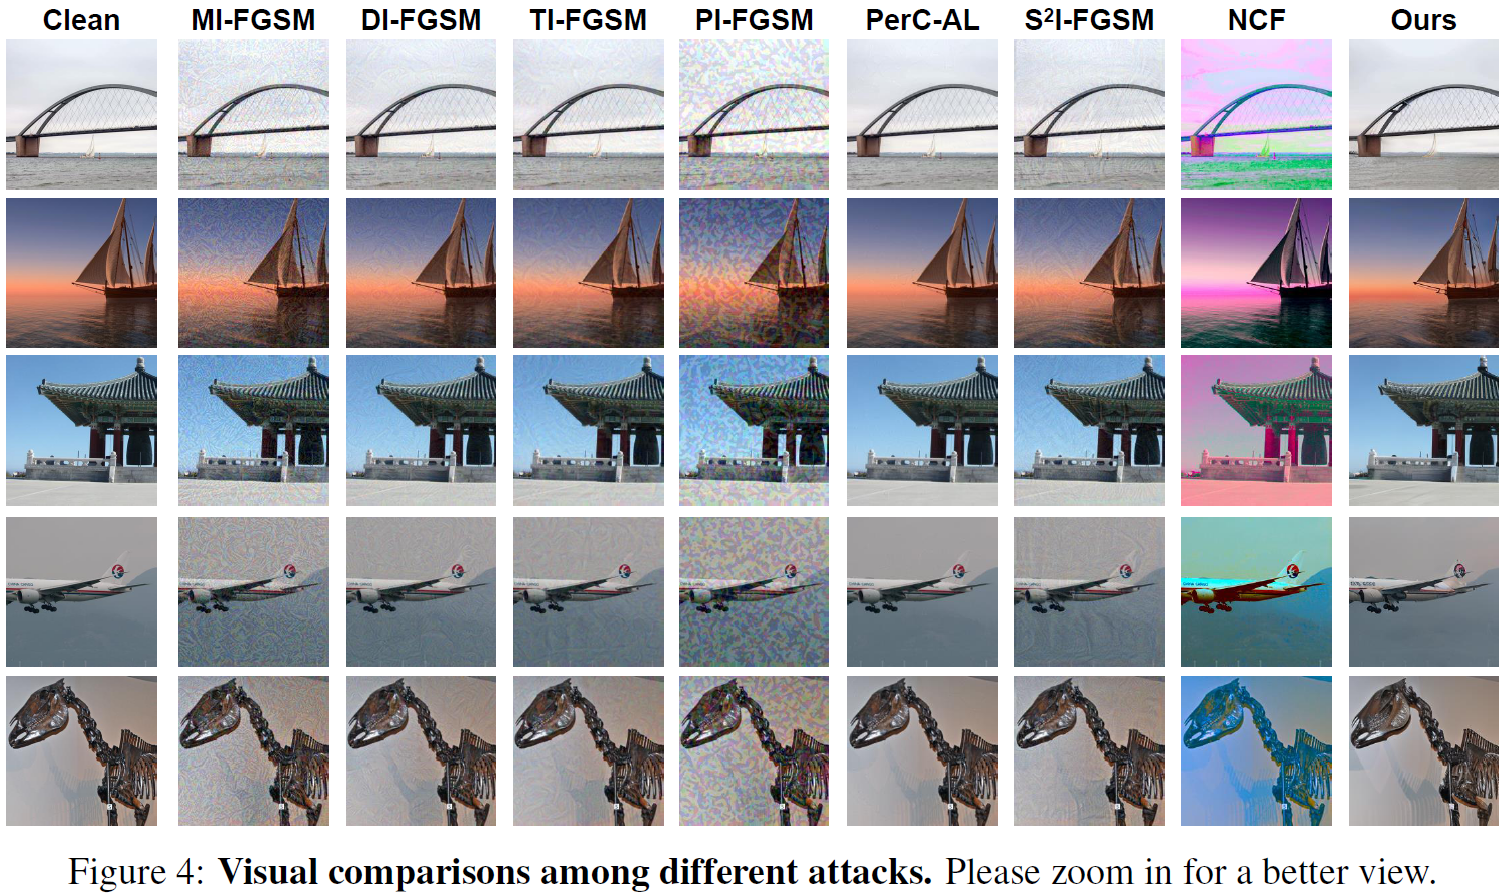 Clean MI-FGSM DI-FGSM TI-FGSM PI-FGSM PerC-AL S²I-FGSM NCF Ours
Figure 4: Visual comparisons among different attacks. Please zoom in for a better view.